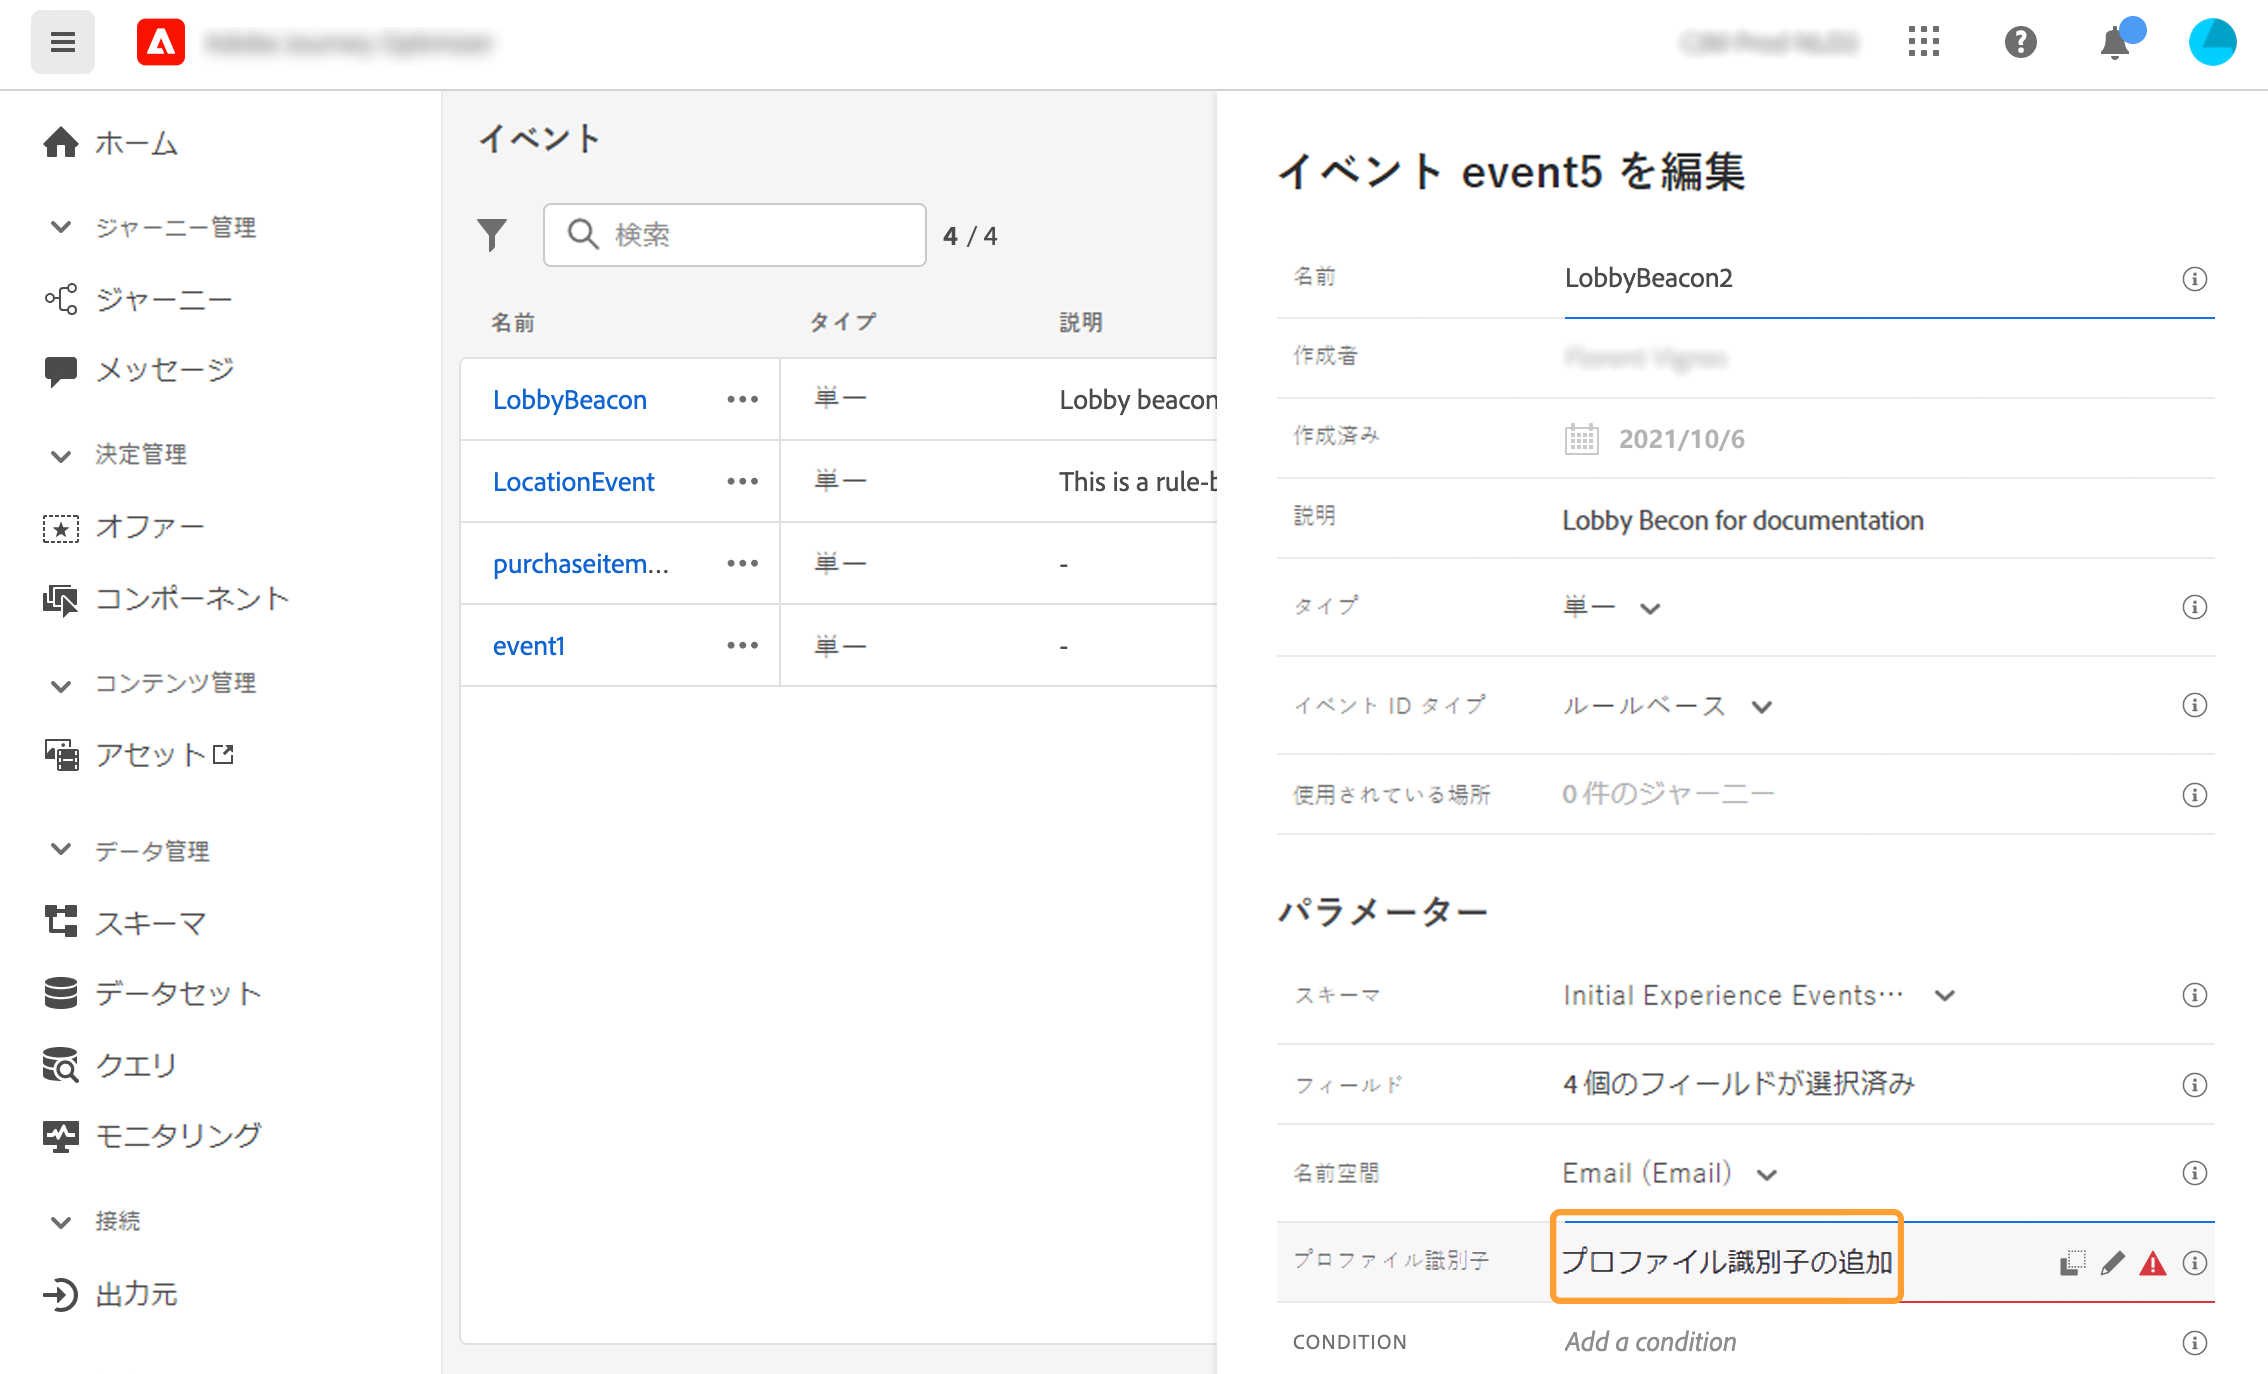 ホーム
ジャーニー管理
ジャーニー
メッセージ
決定管理
オファー
コンポーネント
コンテンツ管理
アセット
データ管理
スキーマ
データセット
クエリ
モニタリング
接続
出力元
イベント
検索
4 / 4
名前 タイプ 説明
LobbyBeacon 単一 Lobby beacon
LocationEvent 単一 This is a rule-b
purchaseitem... 単一 -
event1 単一 -
イベント event5 を編集
名前 LobbyBeacon2
作成者
作成済み 2021/10/6
説明 Lobby Becon for documentation
タイプ 単一
イベント ID タイプ ルールベース
使用されている場所 0 件のジャーニー
パラメーター
スキーマ Initial Experience Events…
フィールド 4 個のフィールドが選択済み
名前空間 Email (Email)
プロファイル識別子 プロファイル識別子の追加
CONDITION Add a condition